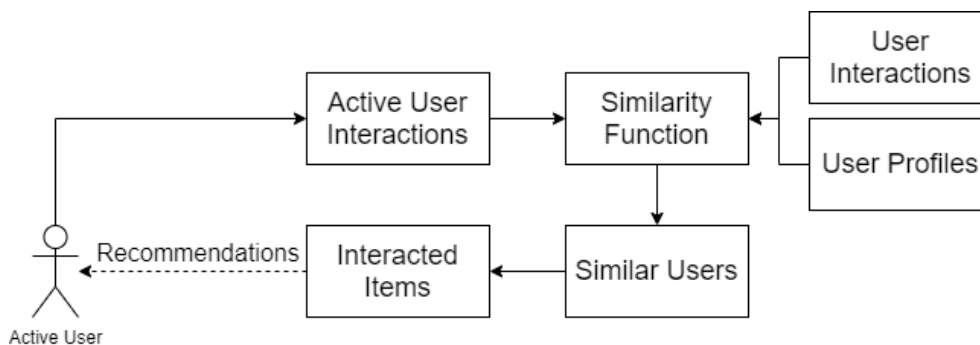 User
Interactions
Active User
Interactions
Similarity
Function
User Profiles
Recommendations
Interacted
Items
Similar Users
Active User